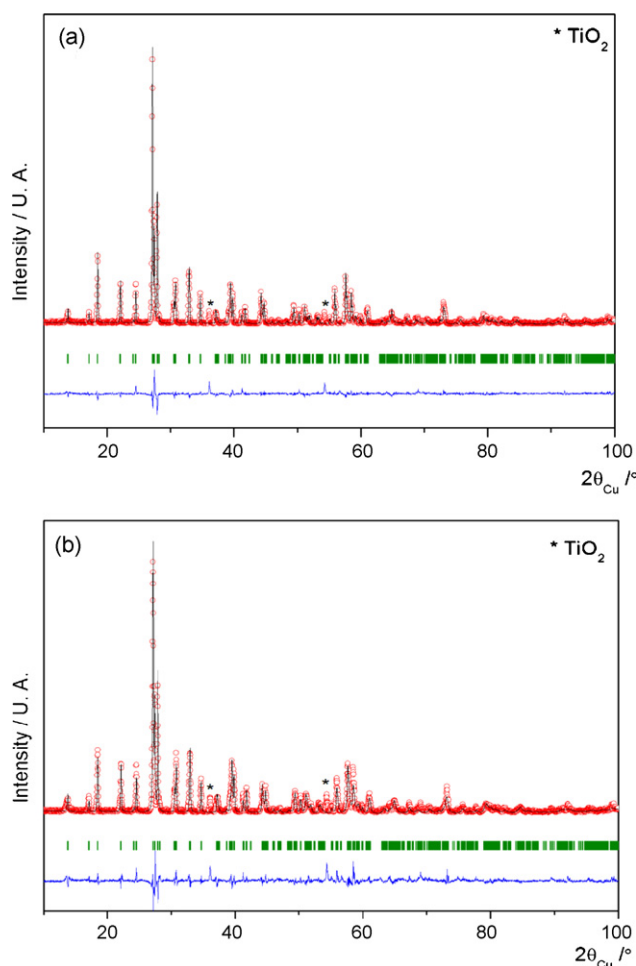 (a)
* TiO₂
*
*
Intensity / U. A.
20 40 60 80 100
2θCu /°
(b)
* TiO₂
*
*
Intensity / U. A.
20 40 60 80 100
2θCu /°